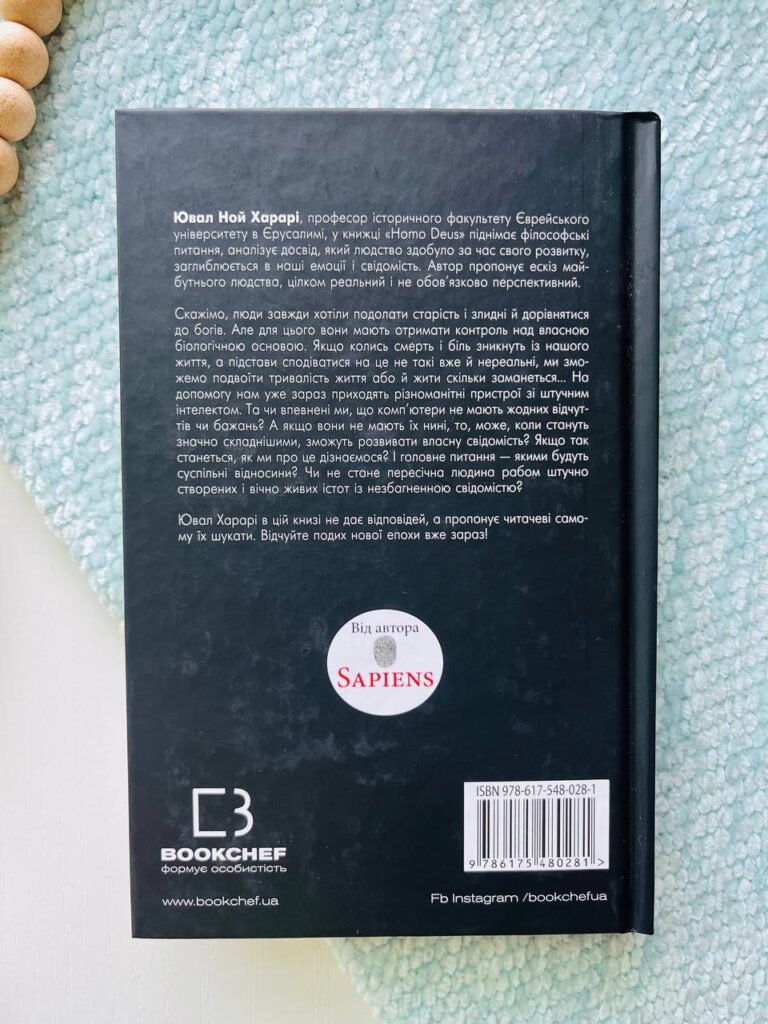 Ювал Ной Харарі, професор історичного факультету Єврейського
університету в Єрусалимі, у книжці «Homo Deus» піднімає філософські
питання, аналізує досвід, який людство здобуло за час свого розвитку,
заглиблюється в наші емоції і свідомість. Автор пропонує ескіз май-
бутнього людства, цілком реальний і не обов'язково перспективний.
Скажімо, люди завжди хотіли подолати старість і злидні й дорівнятися
до богів. Але для цього вони мають отримати контроль над власною
біологічною основою. Якщо колись смерть і біль зникнуть із нашого
життя, а підстави сподіватися на це не такі вже й нереальні, ми змо-
жемо подвоїти тривалість життя або й жити скільки заманеться... На
допомогу нам уже зараз приходять різноманітні пристрої зі штучним
інтелектом. Та чи впевнені ми, що комп'ютери не мають жодних відчут-
тів чи бажань? А якщо вони не мають їх нині, то, може, коли стануть
значно складнішими, зможуть розвивати власну свідомість? Якщо так
станеться, як ми про це дізнаємося? І головне питання — якими будуть
суспільні відносини? Чи не стане пересічна людина рабом штучно
створених і вічно живих істот із незбагненною свідомістю?
Ювал Харарі в цій книзі не дає відповідей, а пропонує читачеві само-
му їх шукати. Відчуйте подих нової епохи вже зараз!
Від автора
SAPIENS
BOOKCHEF
формує особистість
www.bookchef.ua
ISBN 978-617-548-028-1
9 786175 480281 >
Fb Instagram /bookchefua